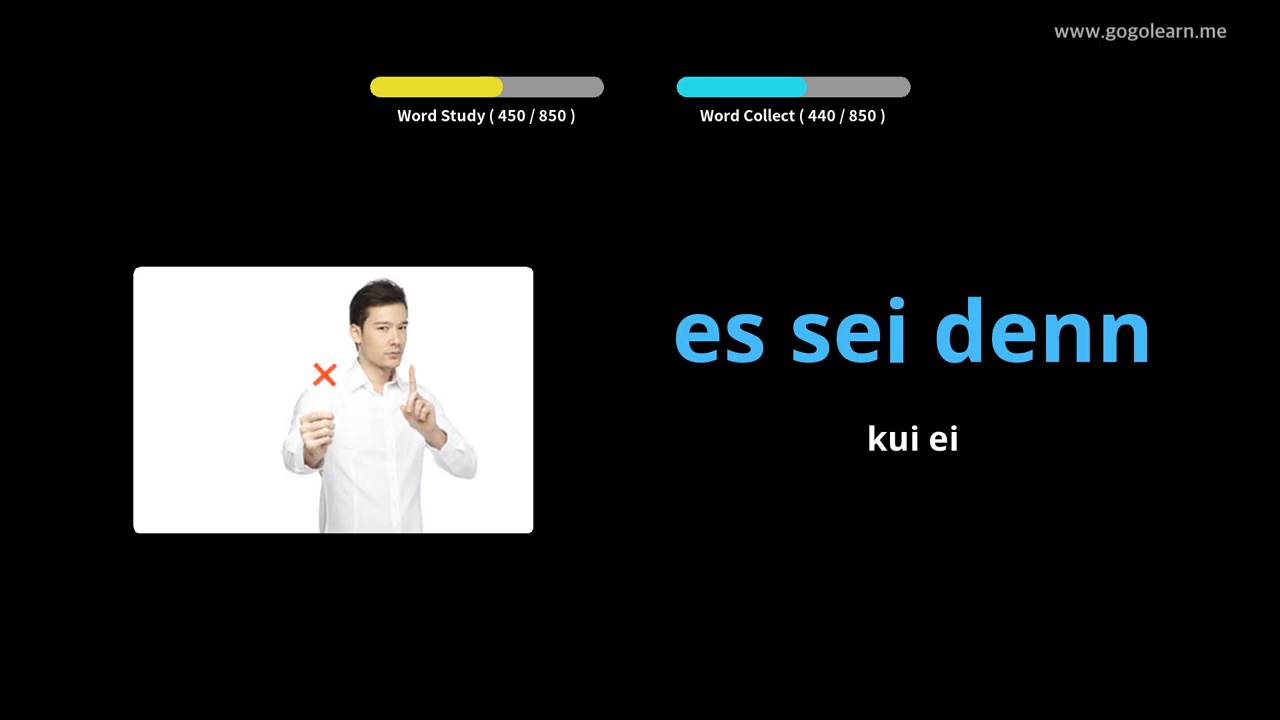 www.gogolearn.me
Word Study ( 450 / 850 )
Word Collect ( 440 / 850 )
es sei denn
kui ei